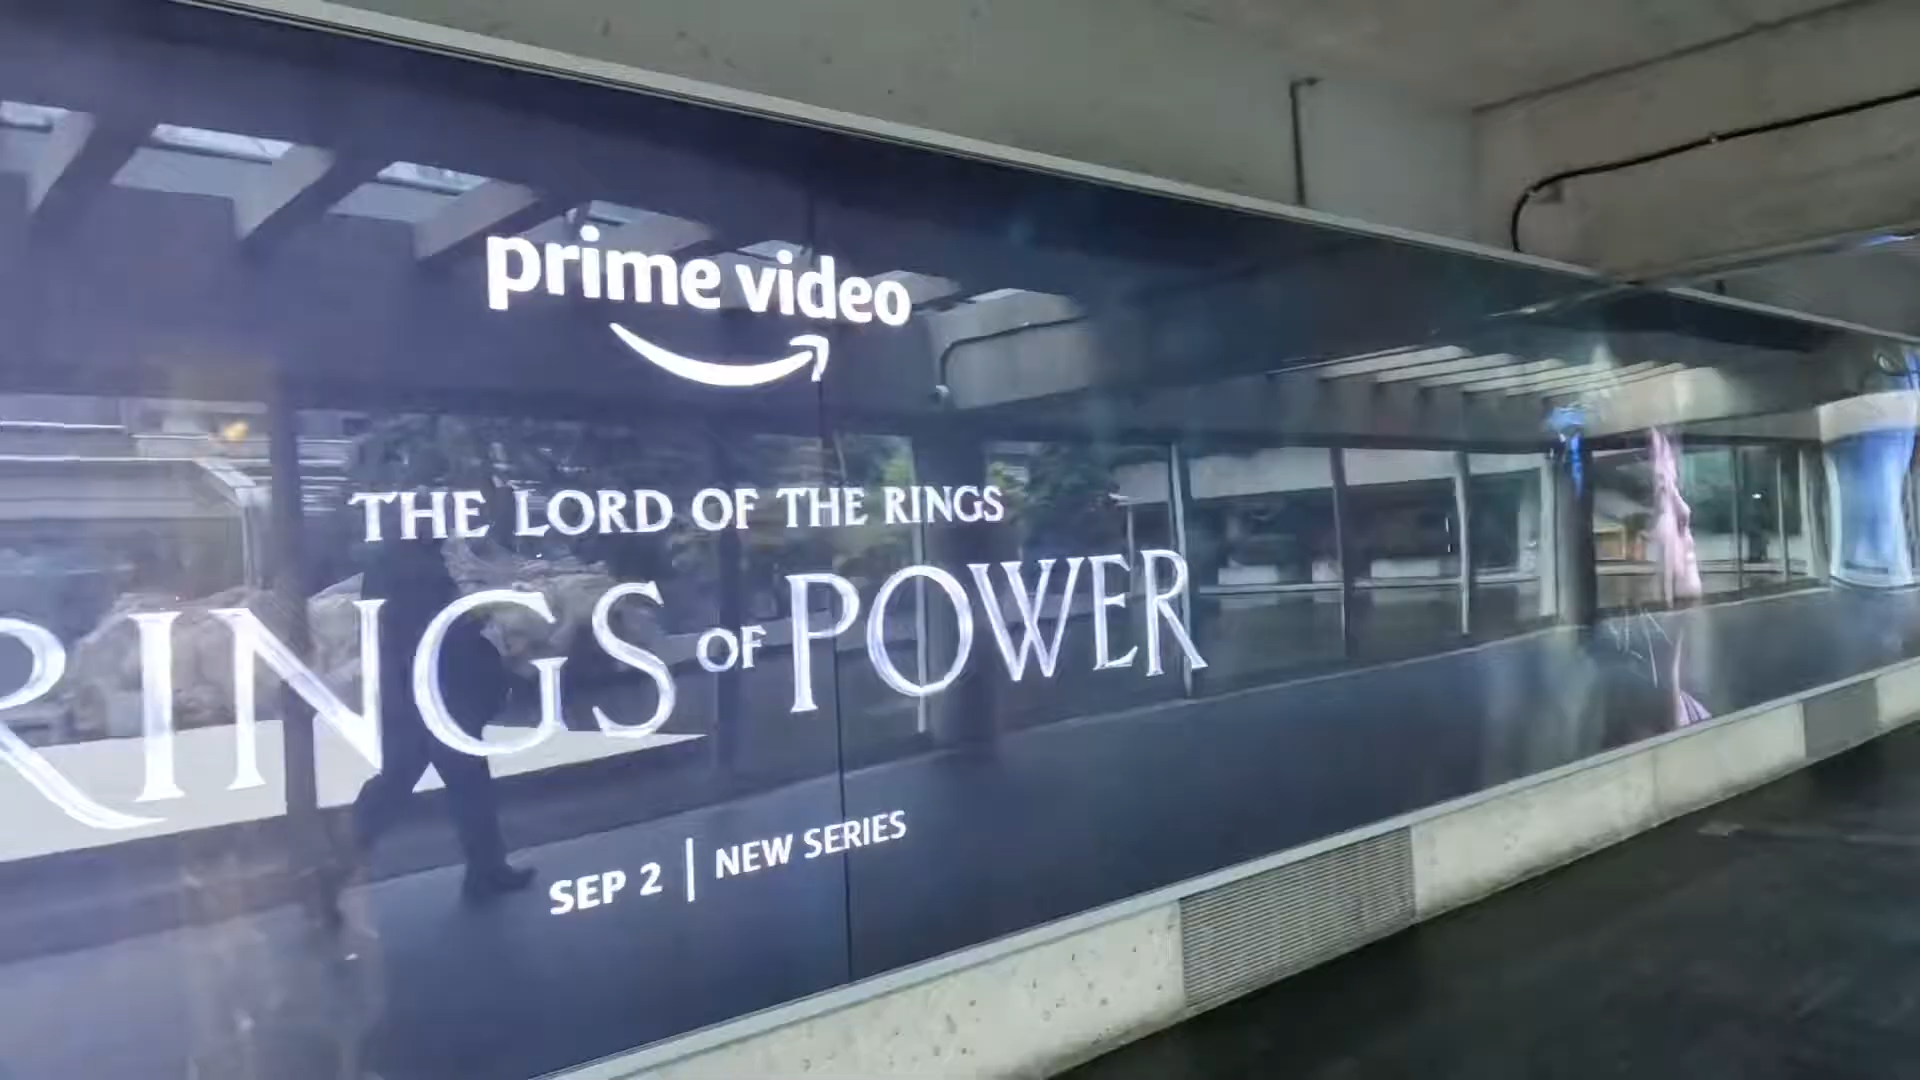 prime video
THE LORD OF THE RINGS
RINGS OF POWER
SEP 2 | NEW SERIES